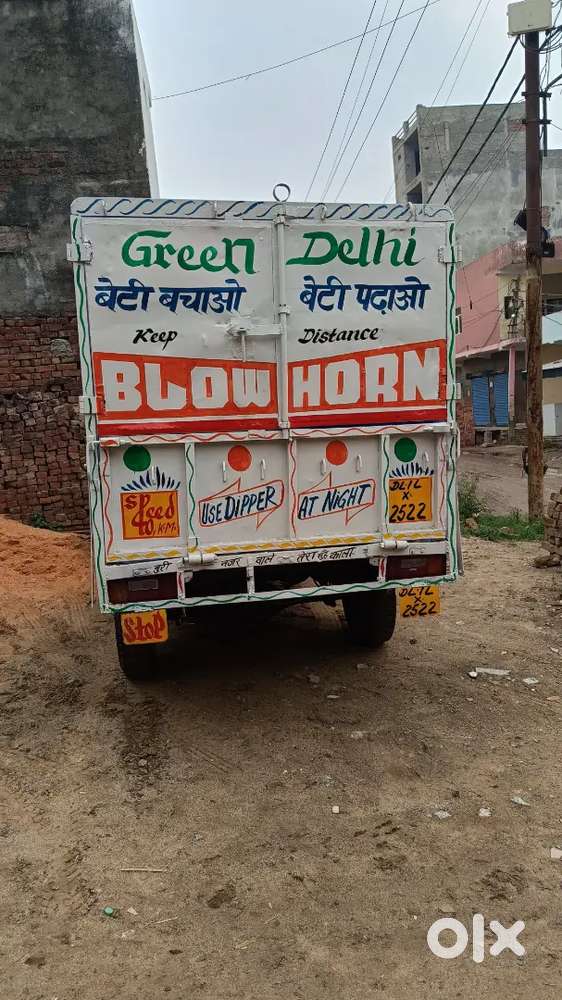 Green Delhi
बेटी बचाओ बेटी पढ़ाओ
Keep Distance
BLOW HORN
Speed
40 K.M.
USE DIPPER AT NIGHT
DL1L
X
2522
बुरी नजर वाले तेरा मुँह काला
Stop
DL1L
X
2522
olx